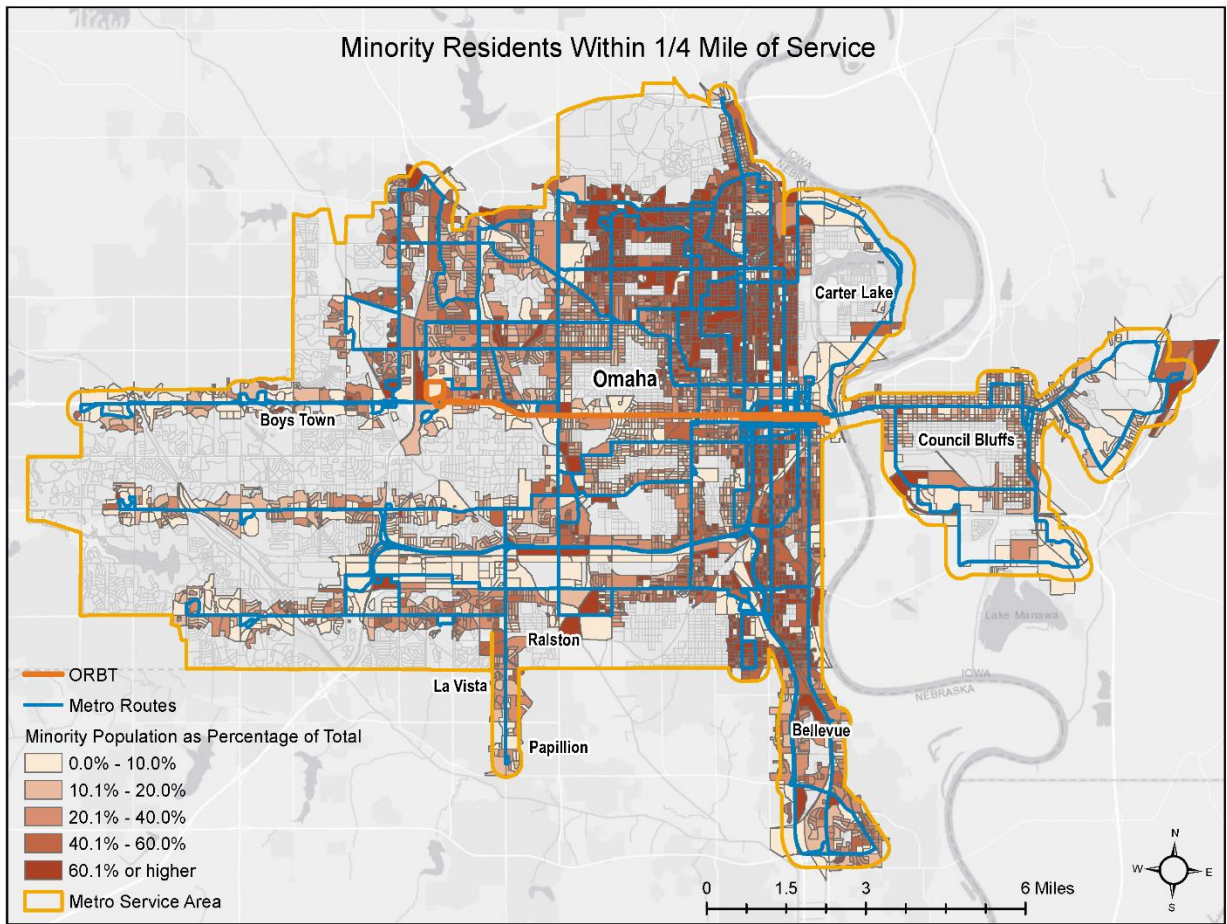 Minority Residents Within 1/4 Mile of Service
IOWA
NEBRASKA
Carter Lake
Omaha
Boys Town
Council Bluffs
Lake Manawa
Ralston
IOWA
NEBRASKA
La Vista
Papillion
Bellevue
ORBT
Metro Routes
Minority Population as Percentage of Total
0.0% - 10.0%
10.1% - 20.0%
20.1% - 40.0%
40.1% - 60.0%
60.1% or higher
Metro Service Area
0 1.5 3 6 Miles
N
W E
S